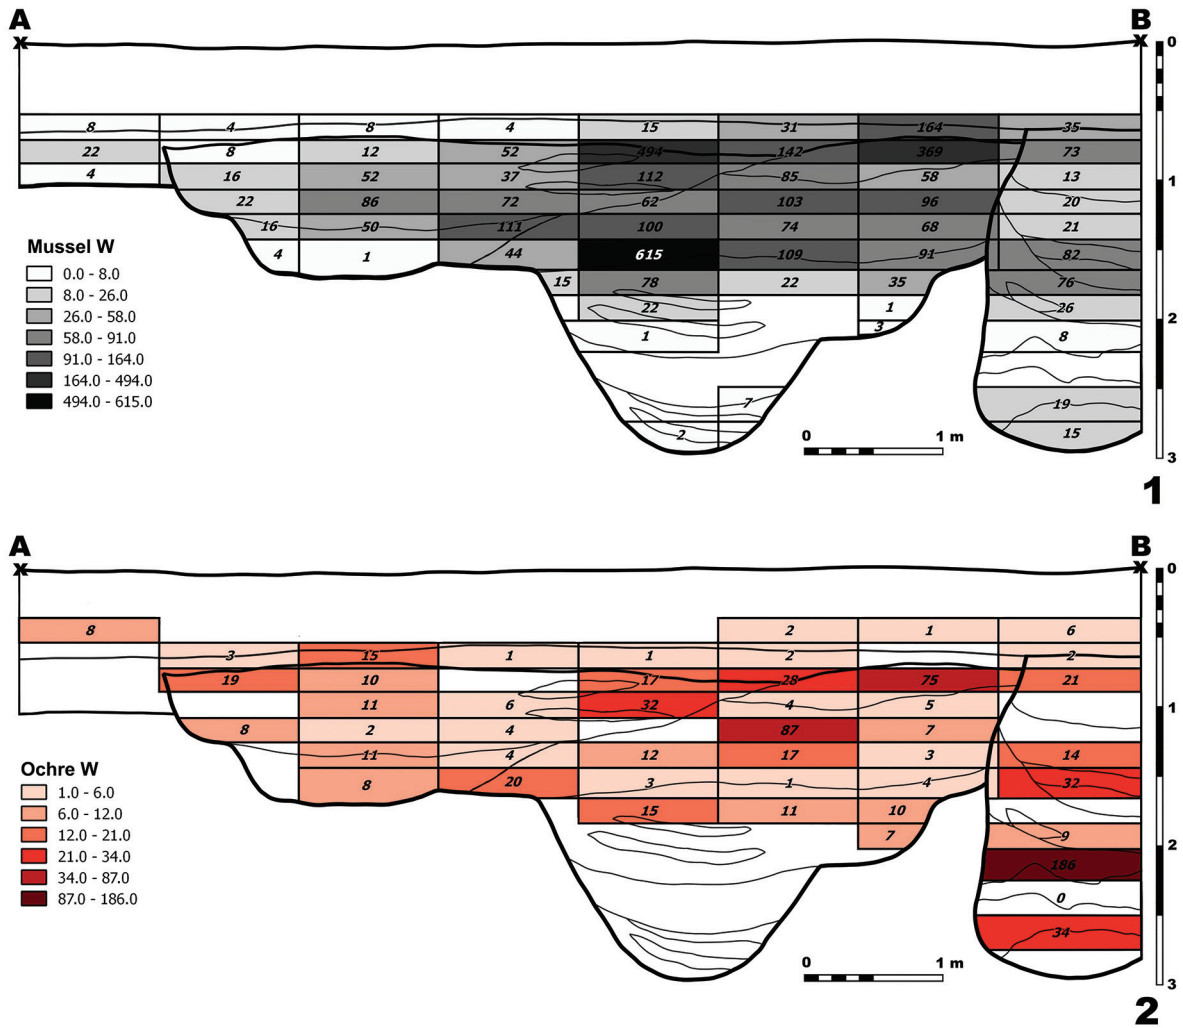 A B
X X 0
8 4 8 4 15 31 164 35
22 8 12 52 494 142 369 73
4 16 52 37 112 85 58 13 1
22 86 72 62 103 96 20
16 50 111 100 74 68 21
Mussel W
4 1 44 615 109 91 82
0.0 - 8.0
15 78 22 35 76
8.0 - 26.0
22 1 26
26.0 - 58.0
2
58.0 - 91.0
1 3 8
91.0 - 164.0
164.0 - 494.0
494.0 - 615.0
7 19
2 15
0 1 m
3
1
A B
X X 0
8 2 1 6
3 15 1 1 2 2
19 10 17 28 75 21
11 6 32 4 5 1
8 2 4 87 7
11 4 12 17 3 14
Ochre W
8 20 3 1 4 32
1.0 - 6.0
15 11 10
6.0 - 12.0
7 9
12.0 - 21.0
2
21.0 - 34.0
186
34.0 - 87.0
0
87.0 - 186.0
34
0 1 m
3
2